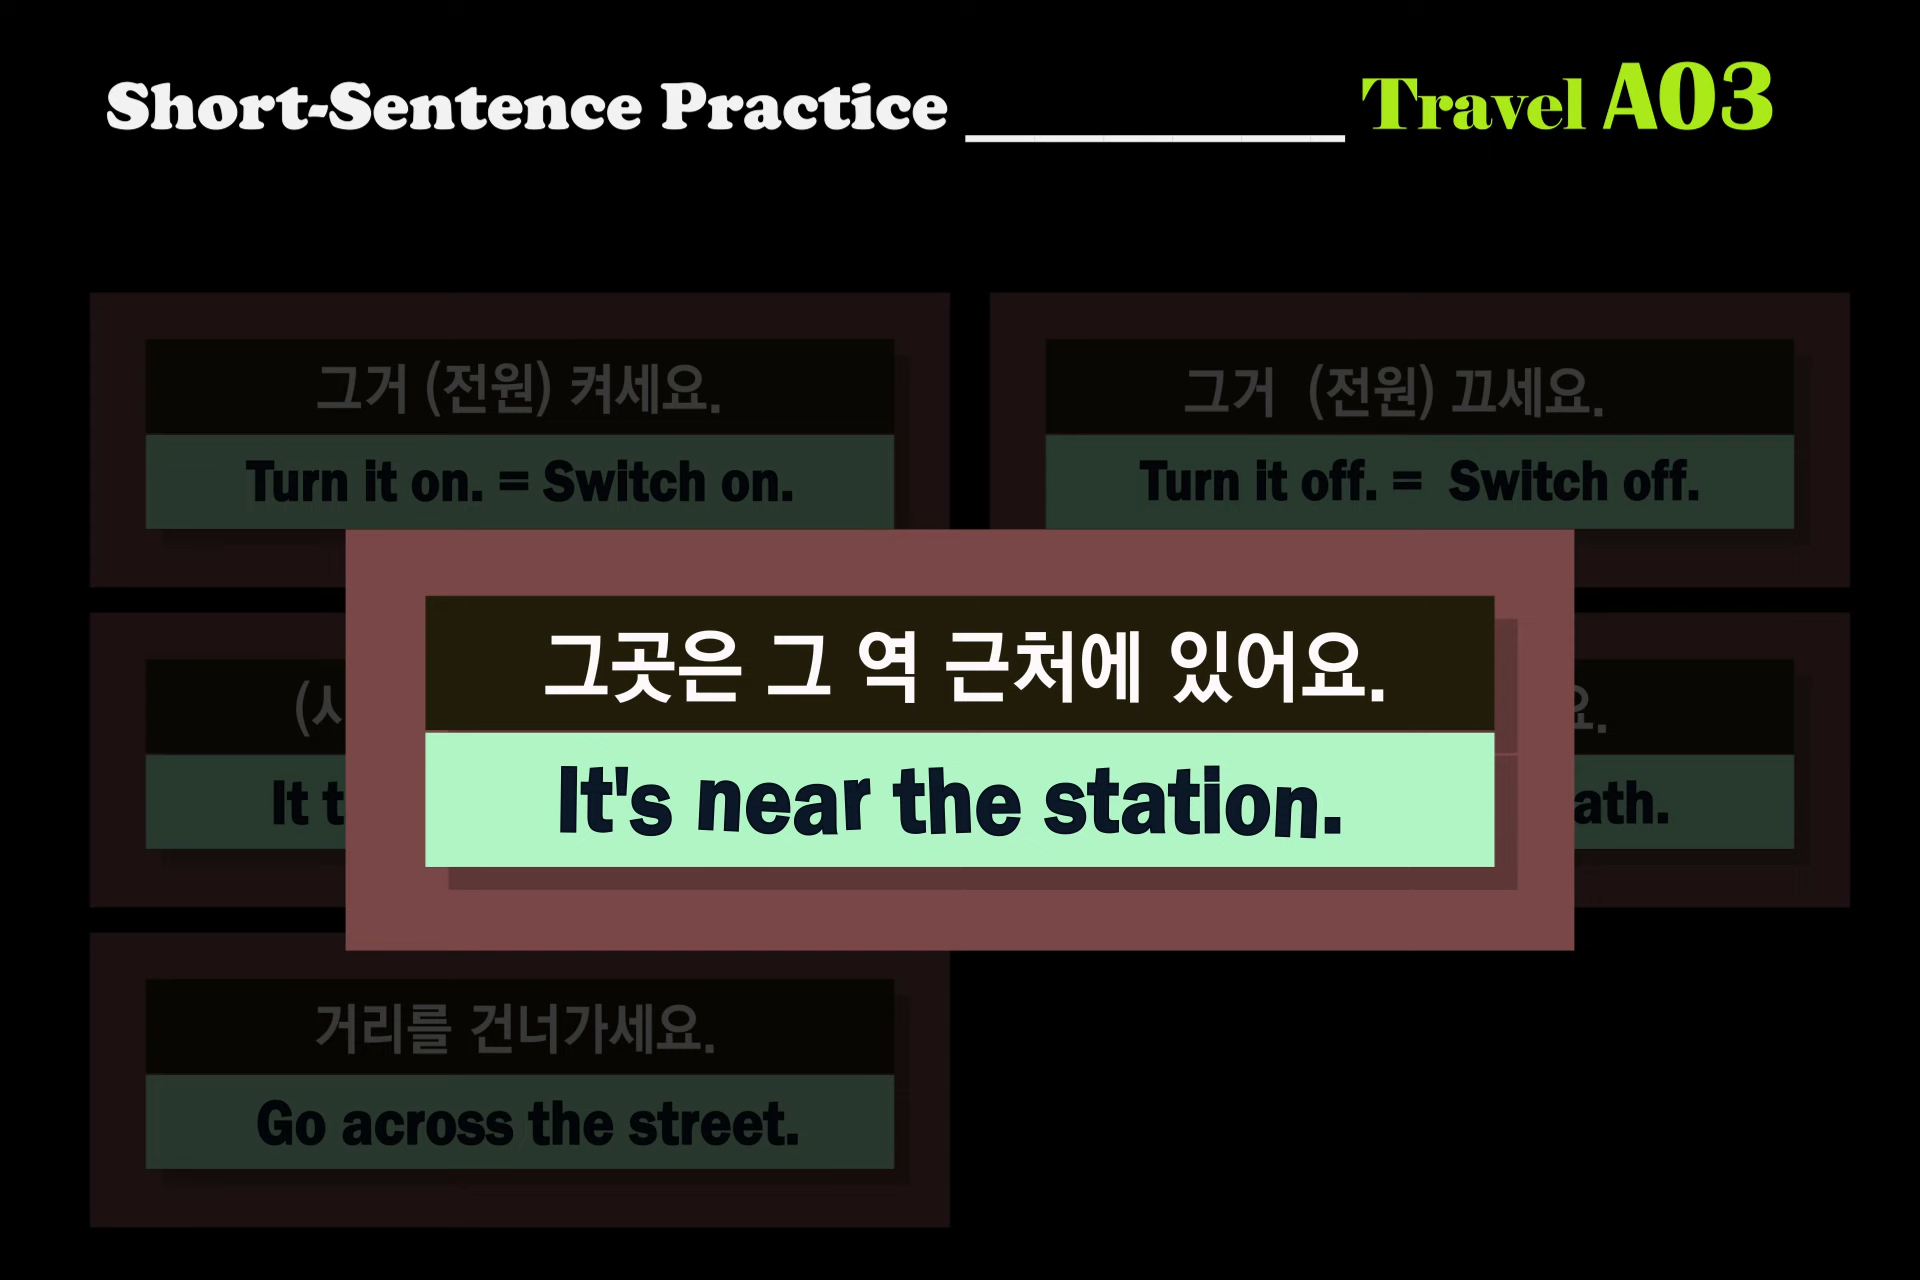 Short-Sentence Practice __________ Travel A03
그거 (전원) 켜세요.
Turn it on. = Switch on.
그거 (전원) 끄세요.
Turn it off. = Switch off.
그곳은 그 역 근처에 있어요.
It's near the station.
It
거리를 건너가세요.
Go across the street.